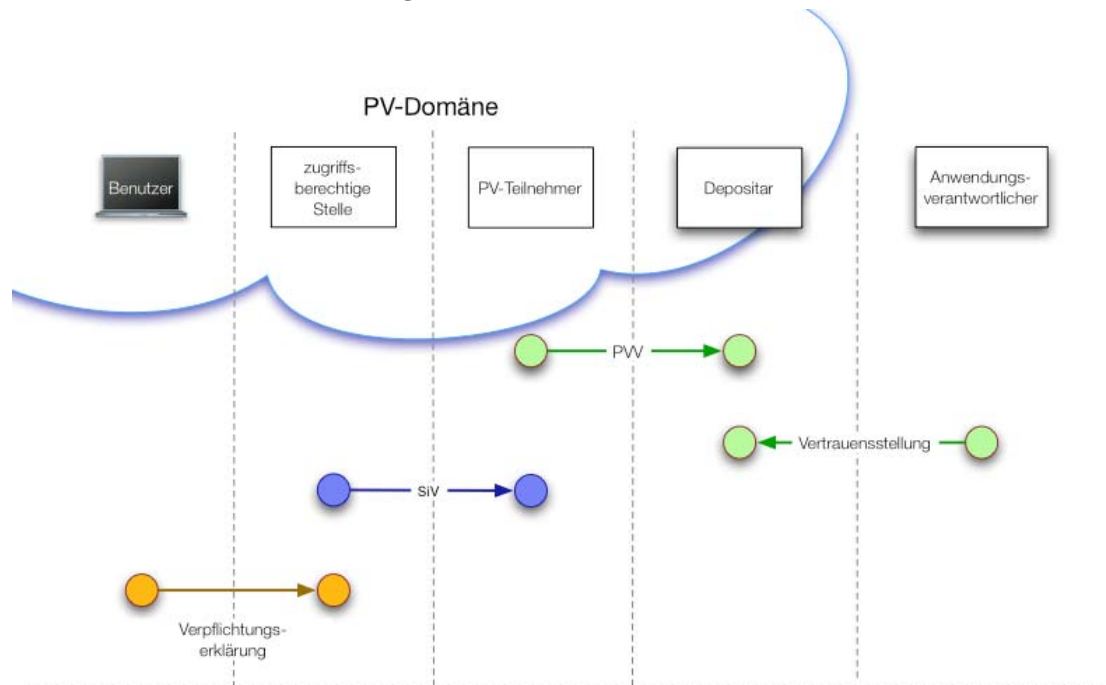 PV-Domäne
Benutzer
zugriffs-
berechtige
Stelle
PV-Teilnehmer
Depositar
Anwendungs-
verantwortlicher
PVV
Vertrauensstellung
SiV
Verpflichtungs-
erklärung